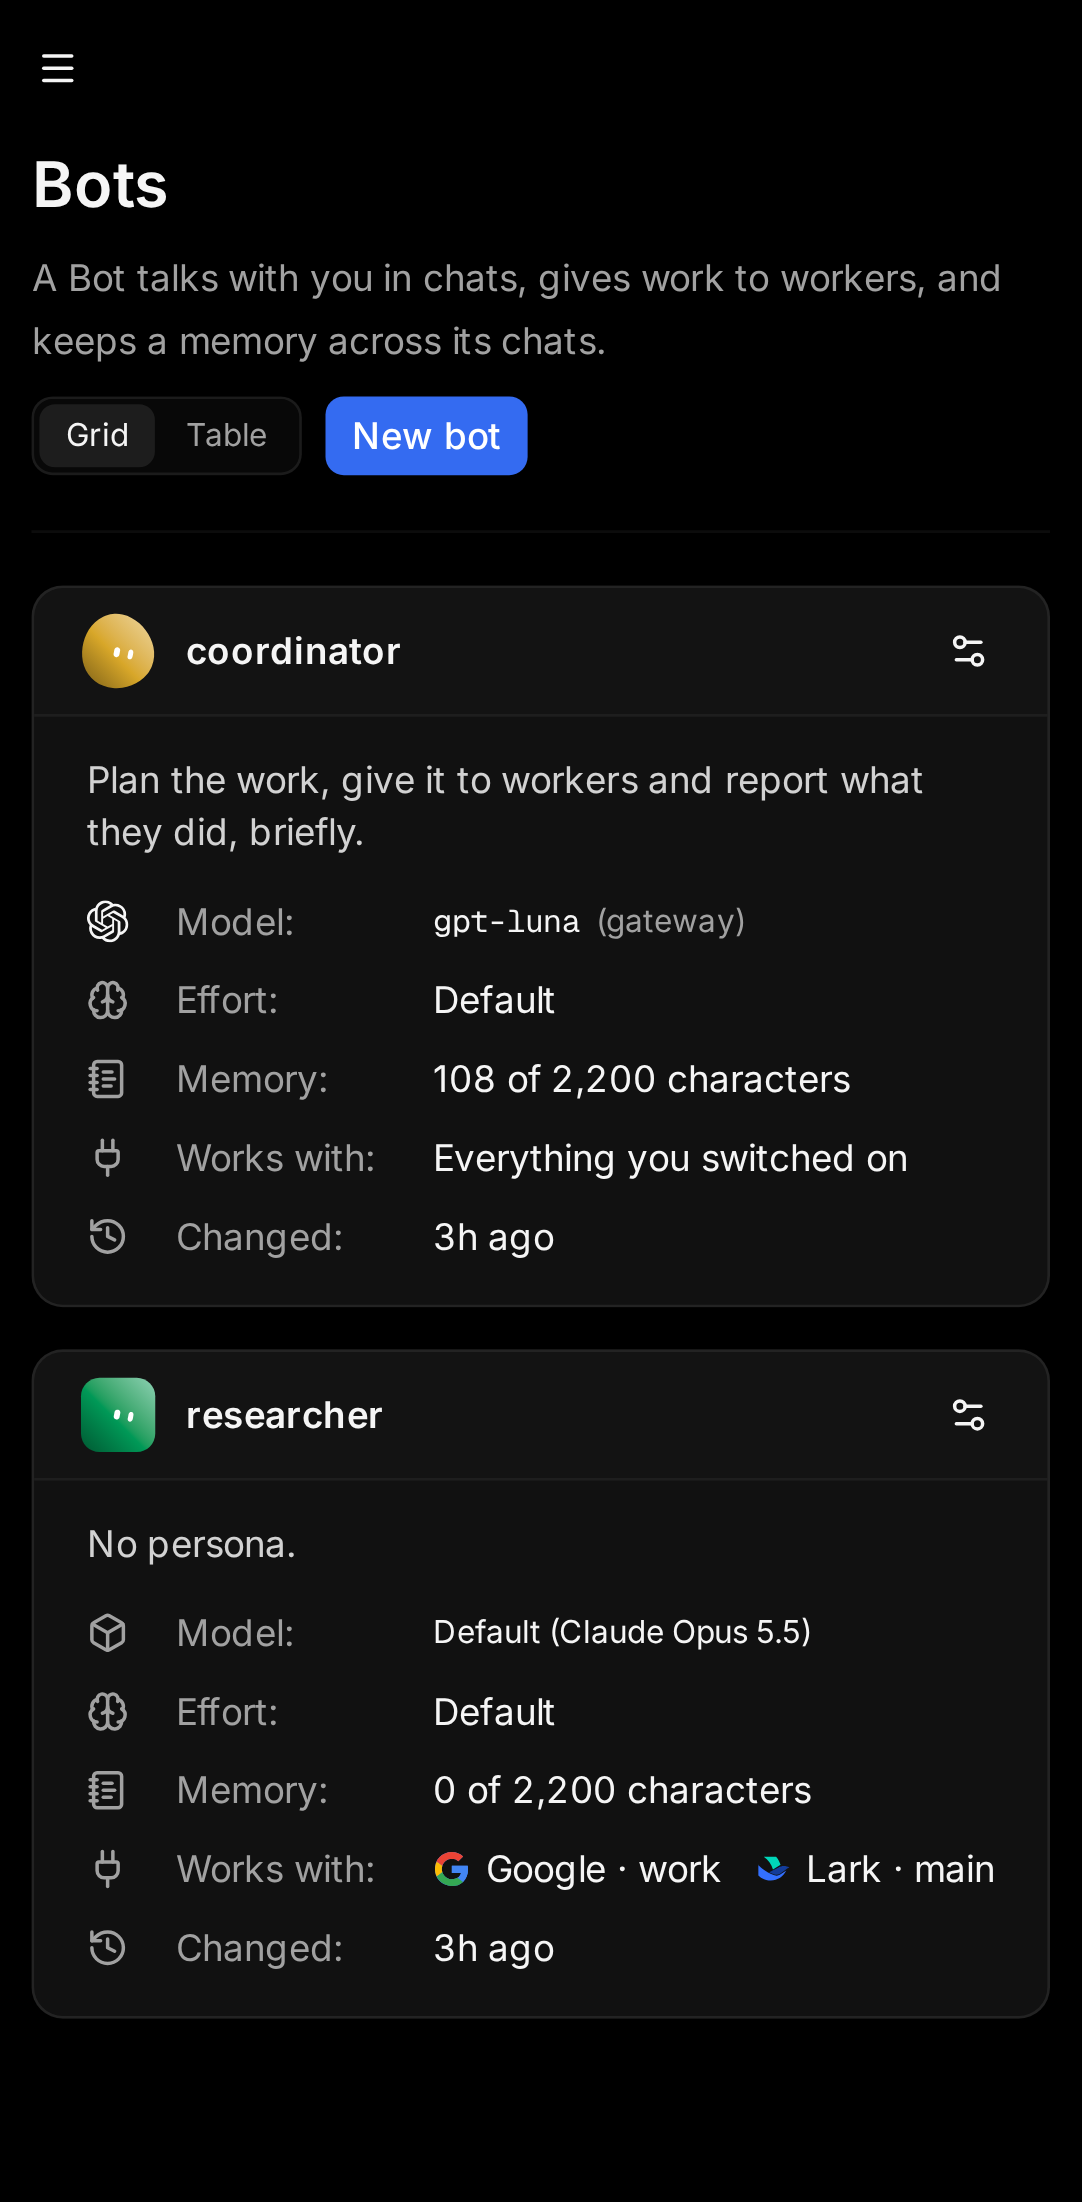 Bots
A Bot talks with you in chats, gives work to workers, and
keeps a memory across its chats.
Grid Table New bot
coordinator
Plan the work, give it to workers and report what
they did, briefly.
Model: gpt-luna (gateway)
Effort: Default
Memory: 108 of 2,200 characters
Works with: Everything you switched on
Changed: 3h ago
researcher
No persona.
Model: Default (Claude Opus 5.5)
Effort: Default
Memory: 0 of 2,200 characters
Works with: Google · work Lark · main
Changed: 3h ago